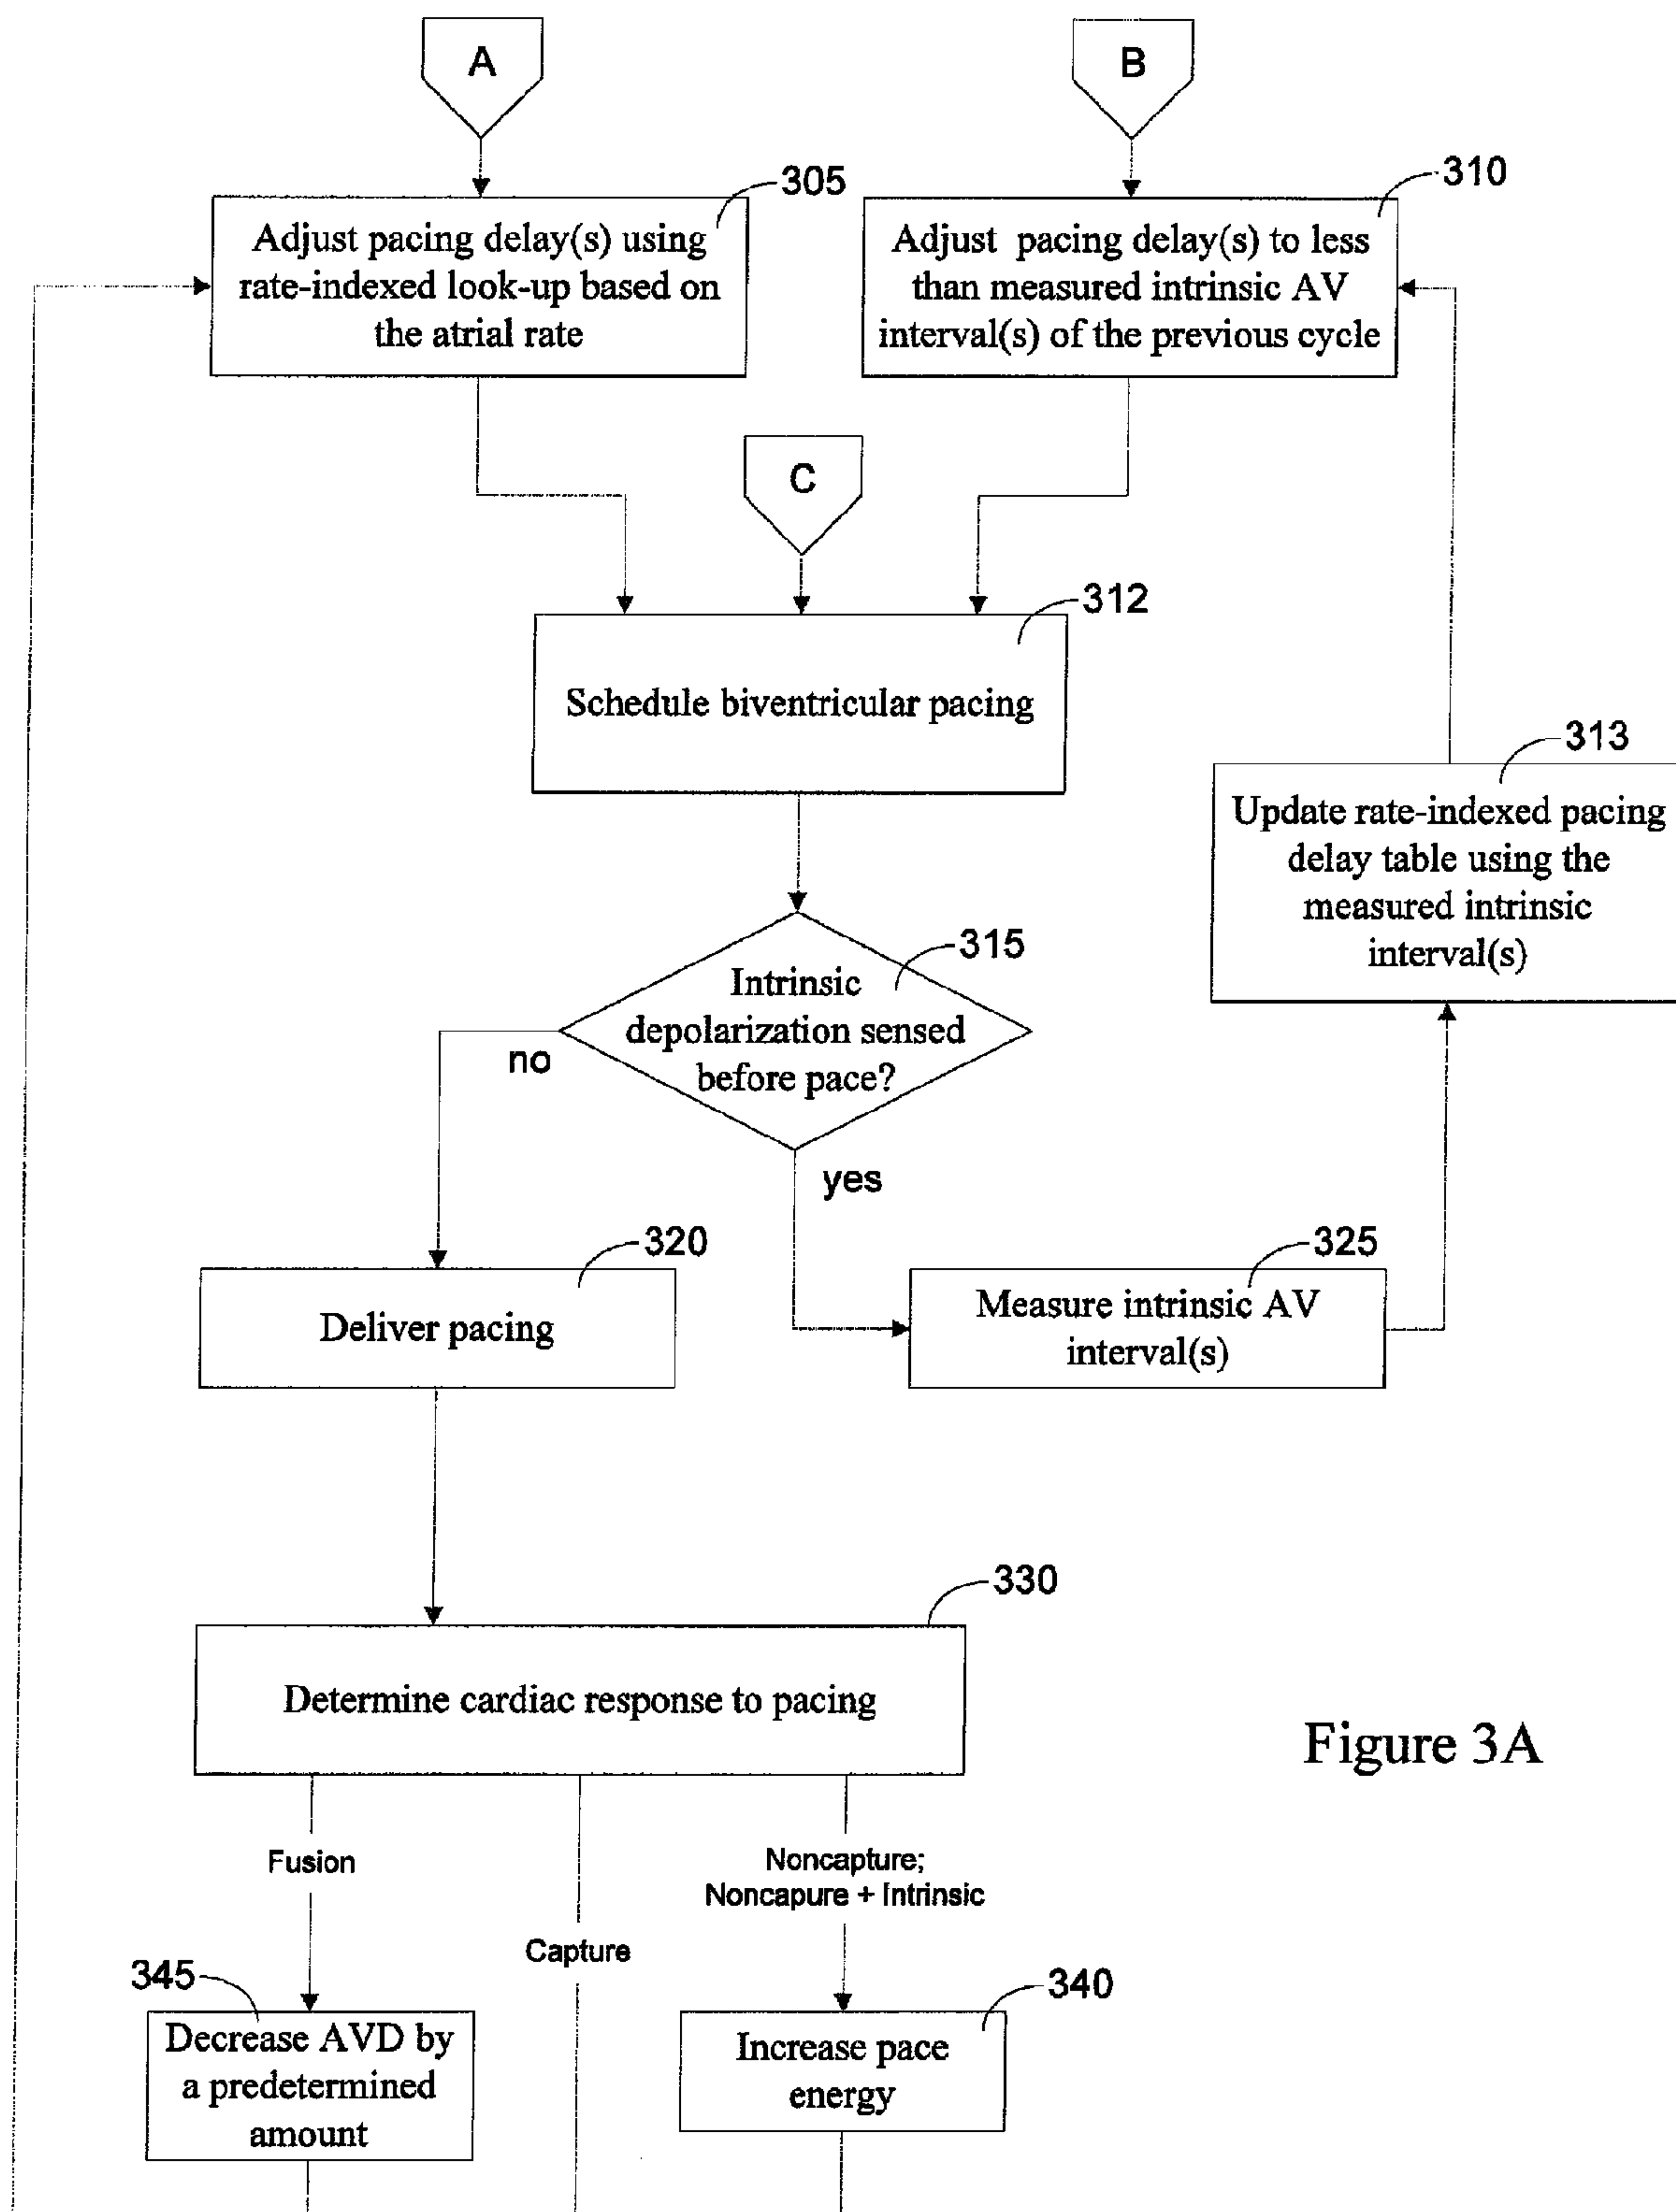 A
B
305
310
Adjust pacing delay(s) using
rate-indexed look-up based on
the atrial rate
Adjust pacing delay(s) to less
than measured intrinsic AV
interval(s) of the previous cycle
C
312
Schedule biventricular pacing
313
Update rate-indexed pacing
delay table using the
measured intrinsic
interval(s)
315
Intrinsic
depolarization sensed
before pace?
no
yes
320
Deliver pacing
325
Measure intrinsic AV
interval(s)
330
Determine cardiac response to pacing
Figure 3A
Fusion
Capture
Noncapture;
Noncapure + Intrinsic
345
Decrease AVD by
a predetermined
amount
340
Increase pace
energy